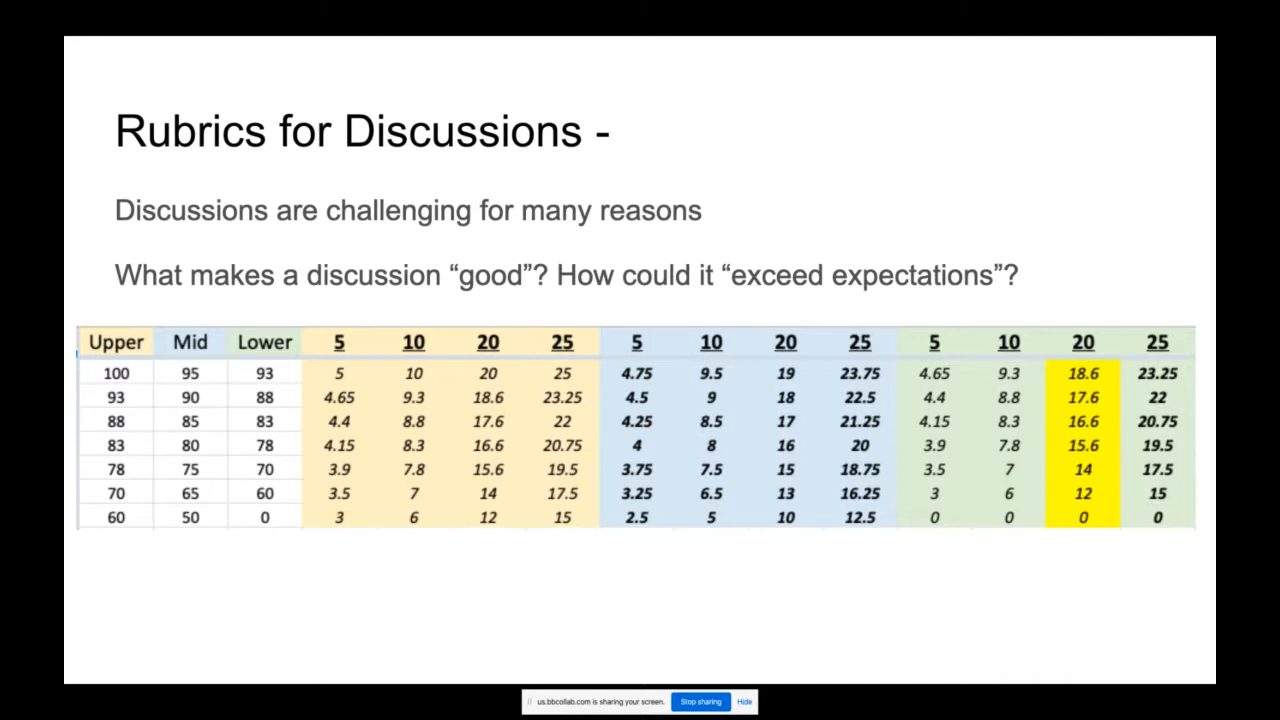 Rubrics for Discussions -
Discussions are challenging for many reasons
What makes a discussion “good”? How could it “exceed expectations”?
Upper Mid Lower 5 10 20 25 5 10 20 25 5 10 20 25
100 95 93 5 10 20 25 4.75 9.5 19 23.75 4.65 9.3 18.6 23.25
93 90 88 4.65 9.3 18.6 23.25 4.5 9 18 22.5 4.4 8.8 17.6 22
88 85 83 4.4 8.8 17.6 22 4.25 8.5 17 21.25 4.15 8.3 16.6 20.75
83 80 78 4.15 8.3 16.6 20.75 4 8 16 20 3.9 7.8 15.6 19.5
78 75 70 3.9 7.8 15.6 19.5 3.75 7.5 15 18.75 3.5 7 14 17.5
70 65 60 3.5 7 14 17.5 3.25 6.5 13 16.25 3 6 12 15
60 50 0 3 6 12 15 2.5 5 10 12.5 0 0 0 0
us.bbcollab.com is sharing your screen. Stop sharing Hide